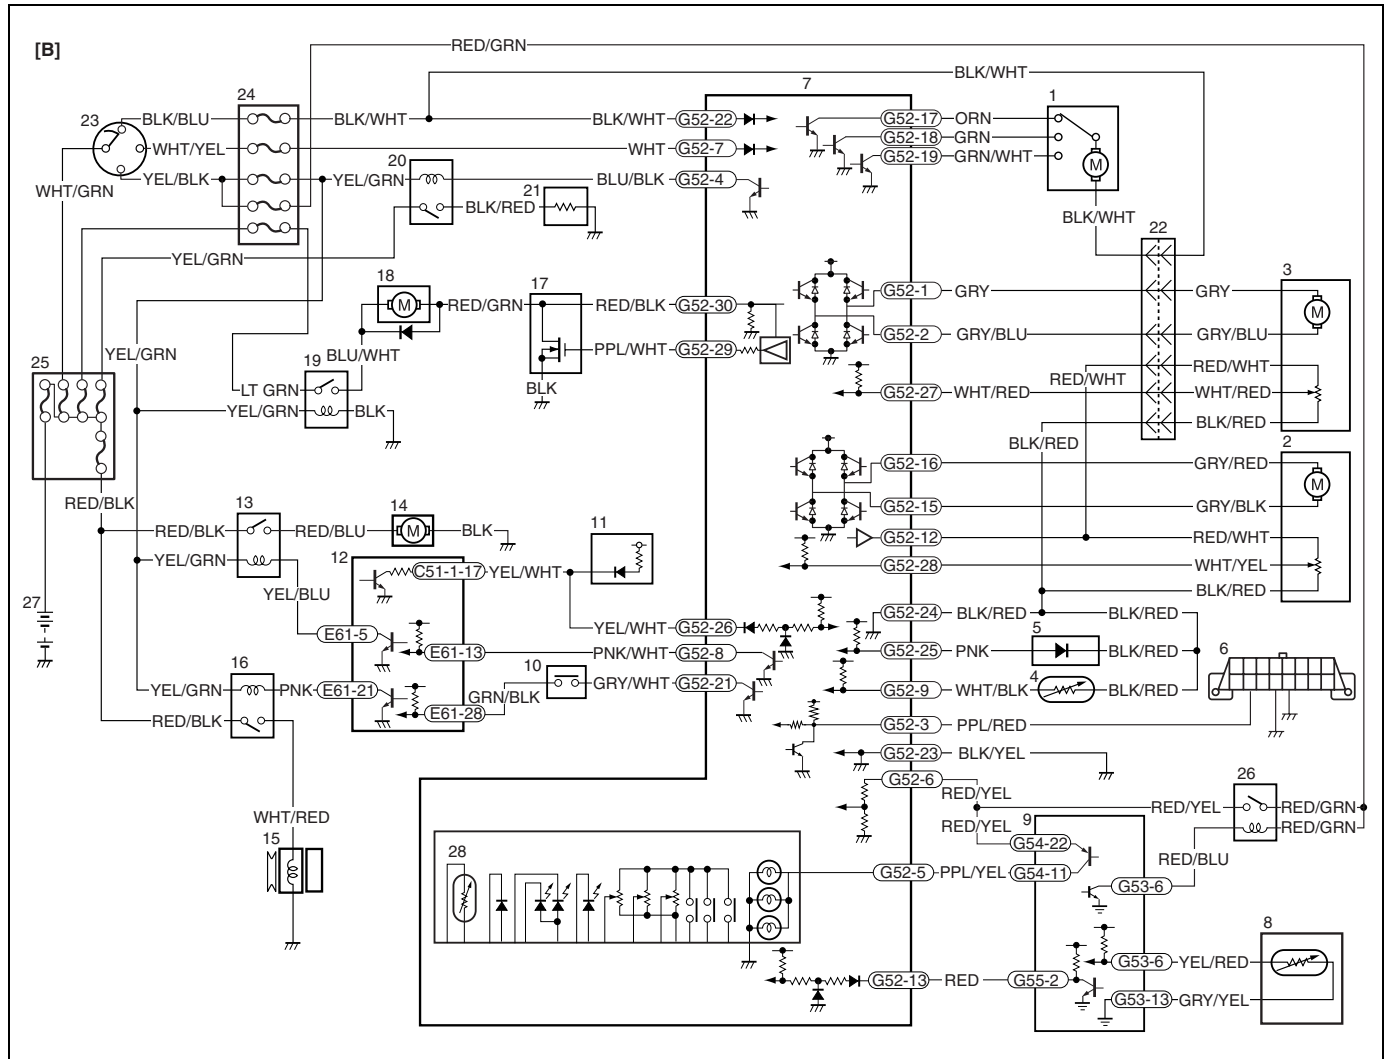 [B]
RED/GRN
BLK/WHT
7
24
23
BLK/BLU
BLK/WHT
BLK/WHT
G52-22
G52-17
ORN
1
G52-18
GRN
WHT/YEL
WHT
G52-7
G52-19
GRN/WHT
M
20
YEL/BLK
YEL/GRN
BLU/BLK
G52-4
WHT/GRN
21
BLK/RED
BLK/WHT
22
YEL/GRN
18
17
3
M
RED/GRN
RED/BLK
G52-30
G52-1
GRY
GRY
M
G52-2
GRY/BLU
GRY/BLU
YEL/GRN
BLU/WHT
PPL/WHT
G52-29
25
19
RED/WHT
RED/WHT
LT GRN
BLK
G52-27
WHT/RED
WHT/RED
YEL/GRN
BLK
BLK/RED
BLK/RED
2
G52-16
GRY/RED
M
RED/BLK
13
14
G52-15
GRY/BLK
RED/BLK
RED/BLU
M
BLK
11
G52-12
RED/WHT
YEL/GRN
12
C51-1-17
YEL/WHT
G52-28
WHT/YEL
YEL/BLU
BLK/RED
27
G52-24
BLK/RED
BLK/RED
E61-5
YEL/WHT
G52-26
5
E61-13
PNK/WHT
G52-8
G52-25
PNK
BLK/RED
6
16
10
4
YEL/GRN
PNK
E61-21
GRY/WHT
G52-21
G52-9
WHT/BLK
BLK/RED
GRN/BLK
E61-28
RED/BLK
G52-3
PPL/RED
G52-23
BLK/YEL
G52-6
26
RED/YEL
RED/YEL
RED/GRN
WHT/RED
9
RED/YEL
RED/GRN
15
G54-22
28
RED/BLU
G52-5
PPL/YEL
G54-11
G53-6
8
G53-6
YEL/RED
G52-13
RED
G55-2
G53-13
GRY/YEL